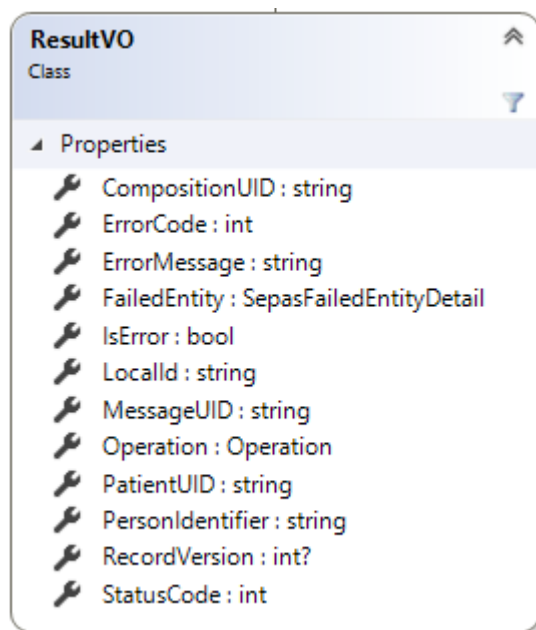 ResultVO
Class
Properties
CompositionUID : string
ErrorCode : int
ErrorMessage : string
FailedEntity : SepasFailedEntityDetail
IsError : bool
LocalId : string
MessageUID : string
Operation : Operation
PatientUID : string
PersonIdentifier : string
RecordVersion : int?
StatusCode : int